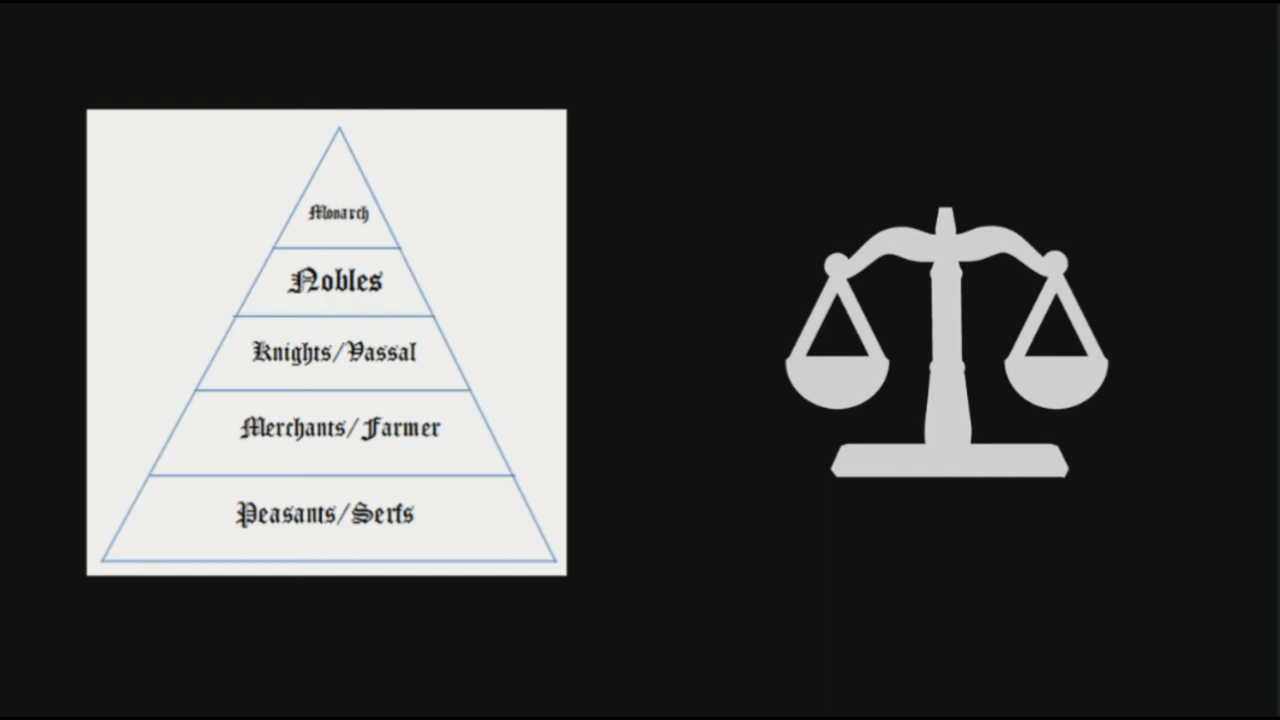 Monarch
Nobles
Knights/Vassal
Merchants/Farmer
Peasants/Serfs